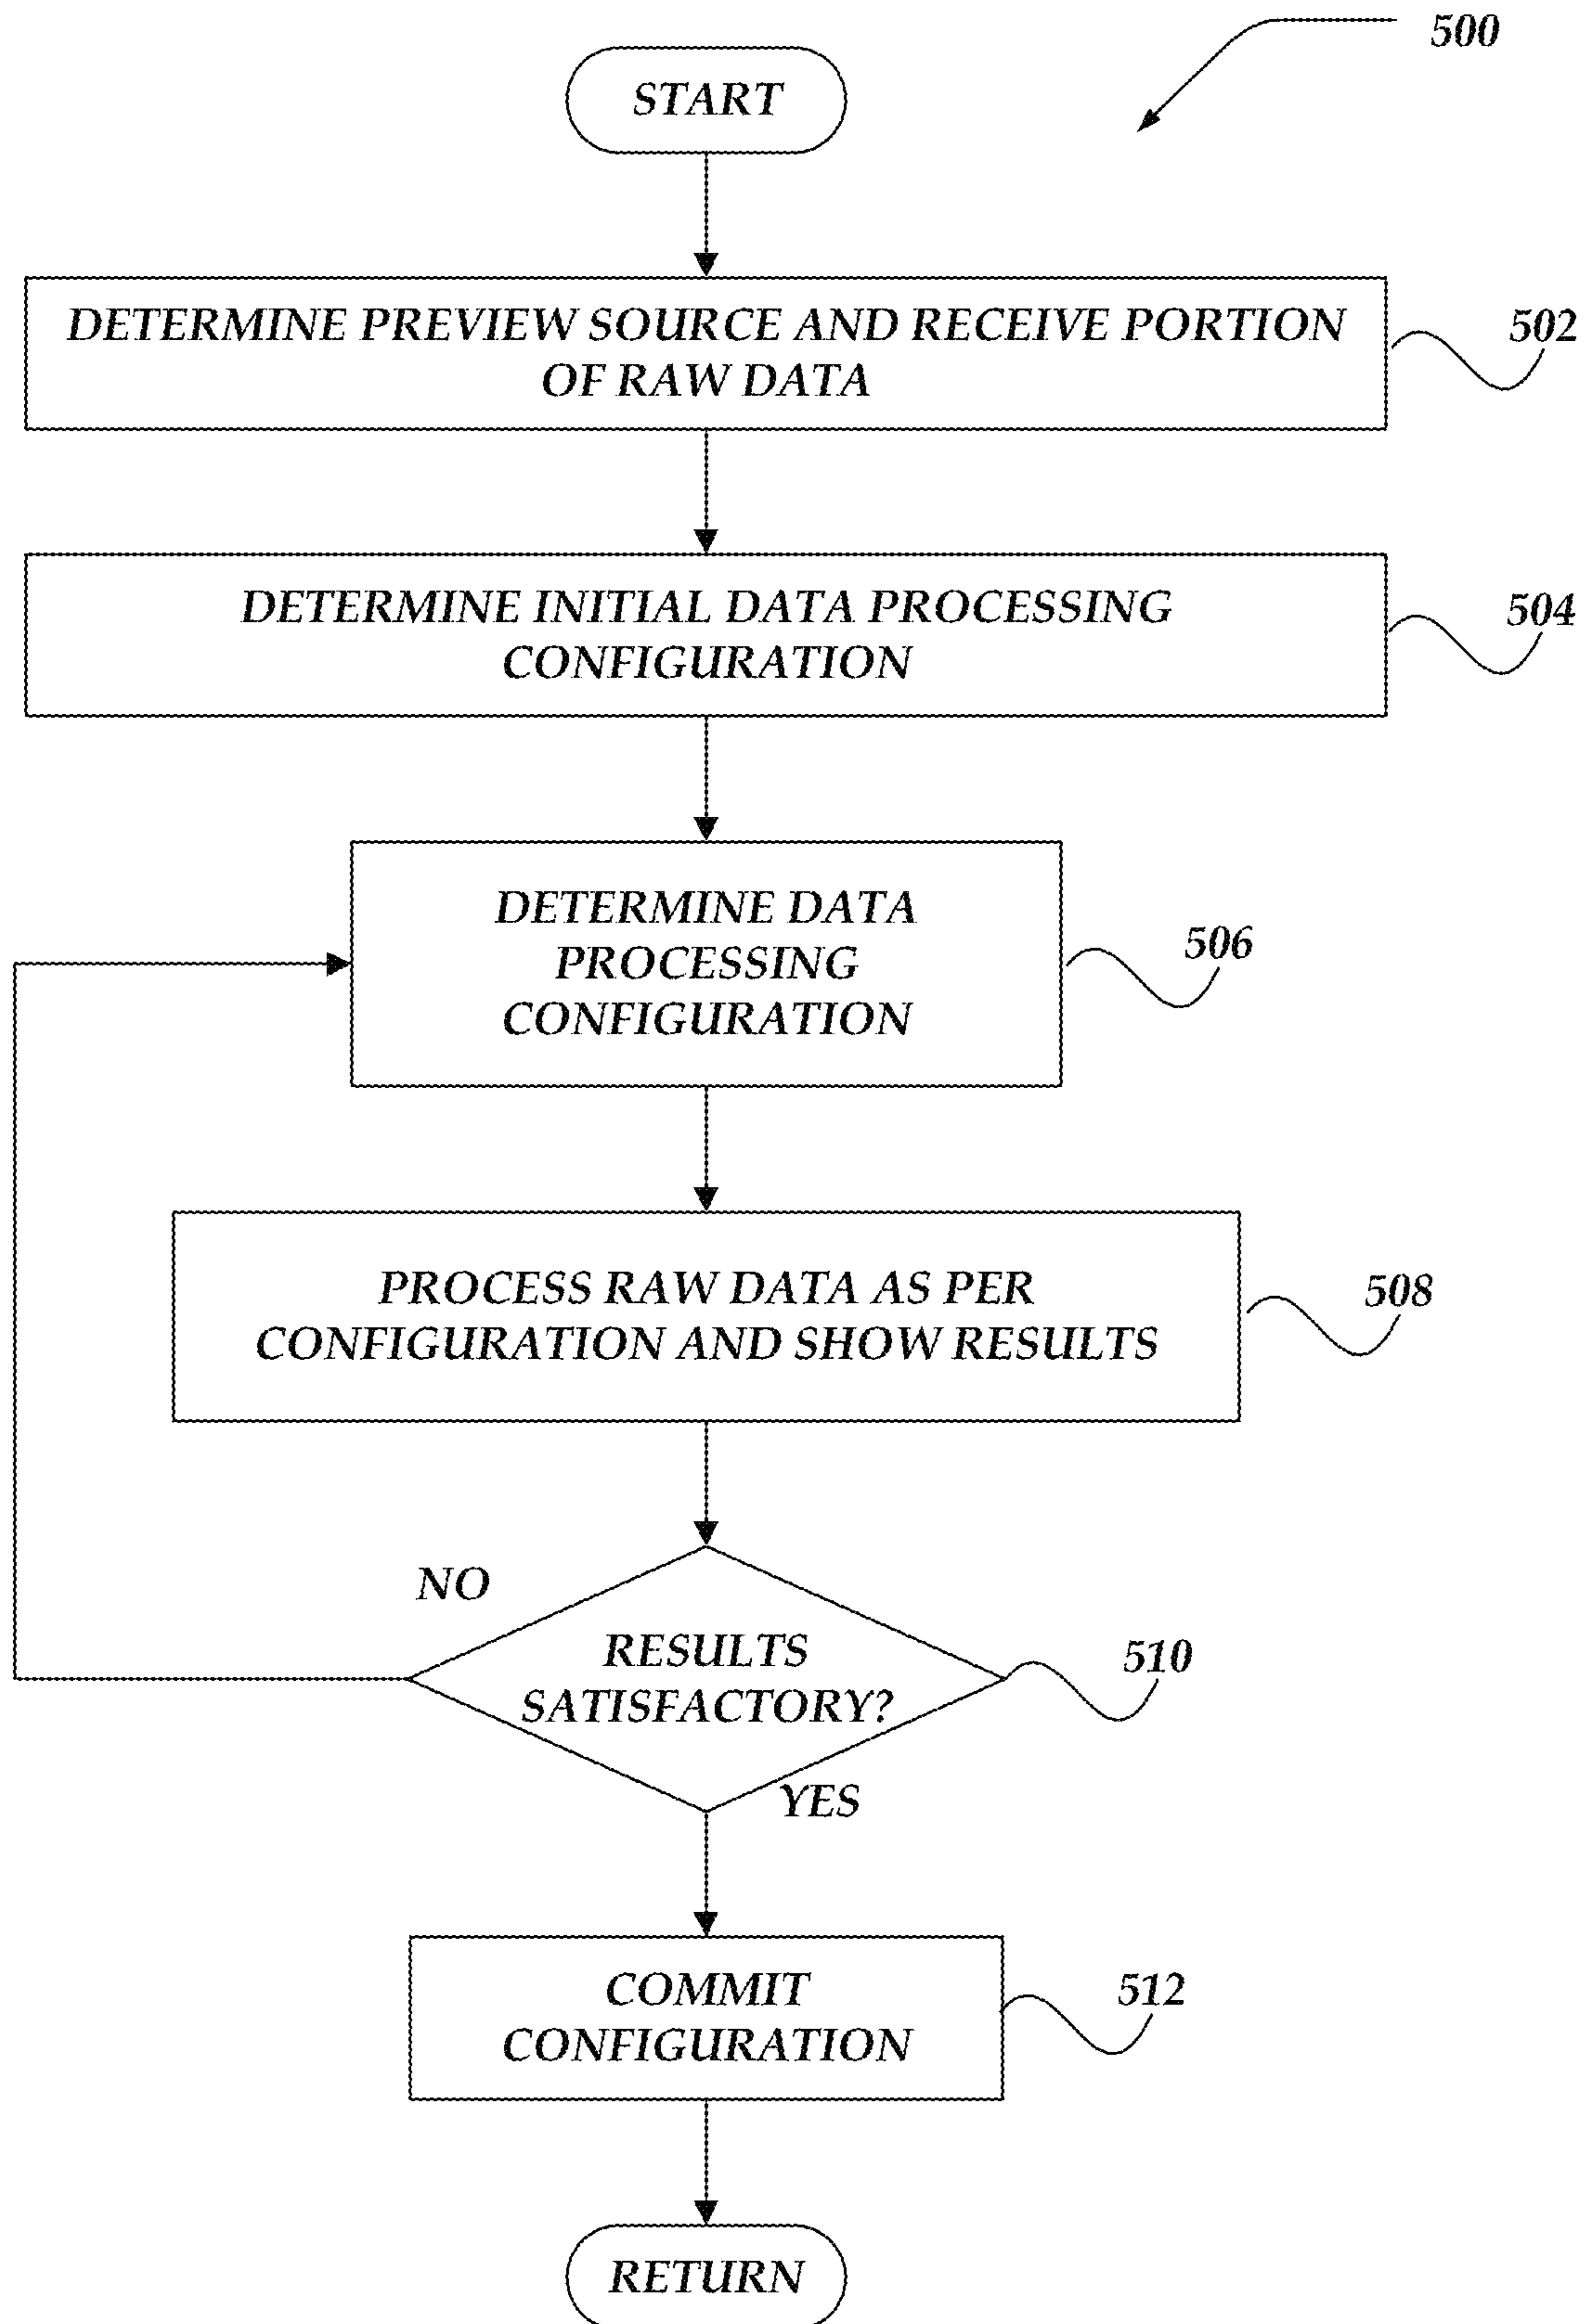 500
START
DETERMINE PREVIEW SOURCE AND RECEIVE PORTION
OF RAW DATA
502
DETERMINE INITIAL DATA PROCESSING
CONFIGURATION
504
DETERMINE DATA
PROCESSING
CONFIGURATION
506
PROCESS RAW DATA AS PER
CONFIGURATION AND SHOW RESULTS
508
NO
RESULTS
SATISFACTORY?
510
YES
COMMIT
CONFIGURATION
512
RETURN